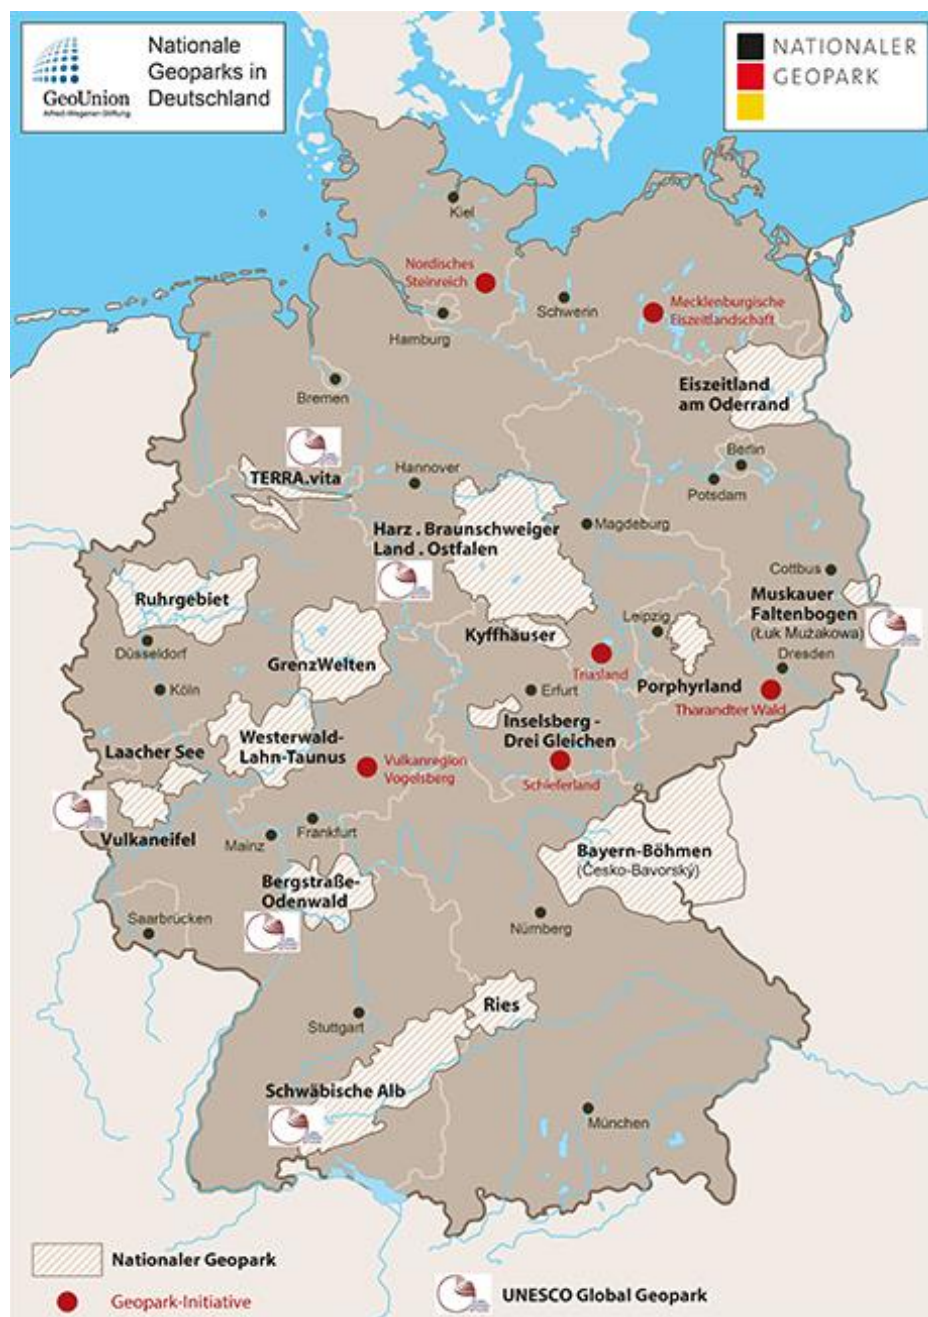 Nationale
Geoparks in
Deutschland
GeoUnion
Alfred-Wegener-Stiftung
NATIONALER
GEOPARK
Kiel
Nordisches
Steinreich
Hamburg
Schwerin
Mecklenburgische
Eiszeitlandschaft
Bremen
Eiszeitland
am Oderrand
TERRA.vita
Hannover
Berlin
Potsdam
Harz . Braunschweiger
Land . Ostfalen
Magdeburg
Cottbus
Ruhrgebiet
Düsseldorf
Muskauer
Faltenbogen
(Łuk Mużakowa)
Kyffhäuser
Leipzig
Dresden
GrenzWelten
Köln
Triasland
Erfurt
Porphyrland
Tharandter Wald
Westerwald-
Lahn-Taunus
Inselsberg -
Drei Gleichen
Laacher See
Vulkanregion
Vogelsberg
Schieferland
Vulkaneifel
Mainz
Frankfurt
Bayern-Böhmen
(Česko-Bavorský)
Bergstraße-
Odenwald
Saarbrücken
Nürnberg
Ries
Stuttgart
Schwäbische Alb
München
Nationaler Geopark
Geopark-Initiative
UNESCO Global Geopark